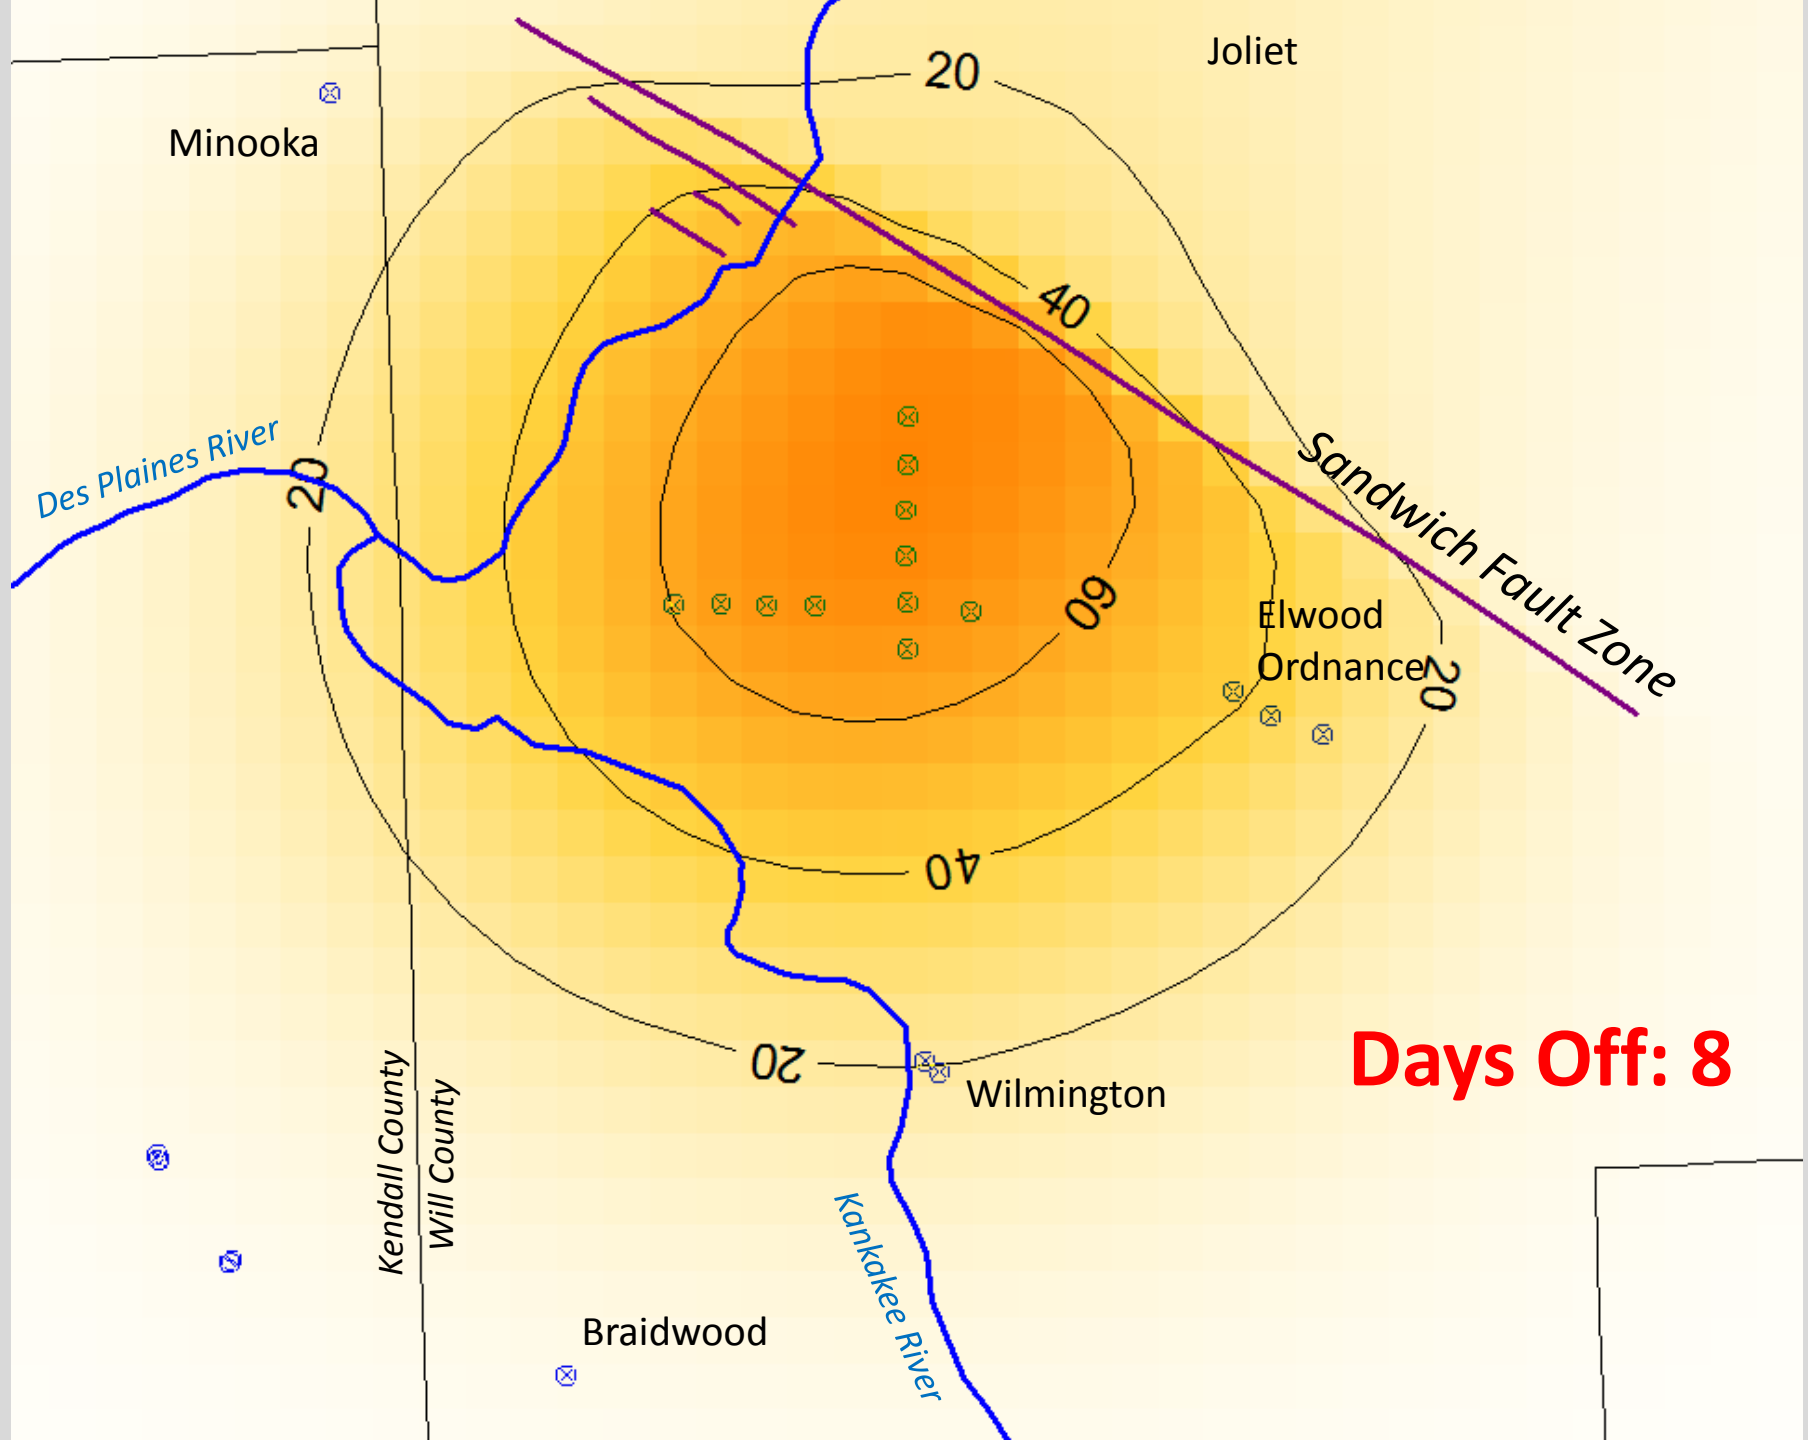 Joliet
20
Minooka
40
Des Plaines River
20
Sandwich Fault Zone
60
Elwood
Ordnance
20
40
Days Off: 8
20
Wilmington
Kendall County
Will County
Kankakee River
Braidwood